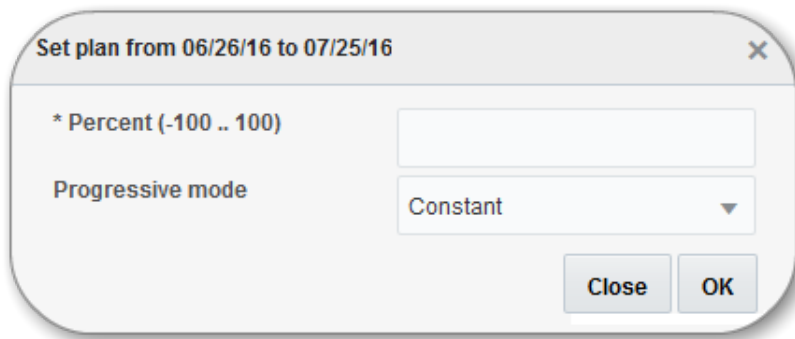 Set plan from 06/26/16 to 07/25/16
* Percent (-100 .. 100)
Progressive mode
Constant
Close
OK